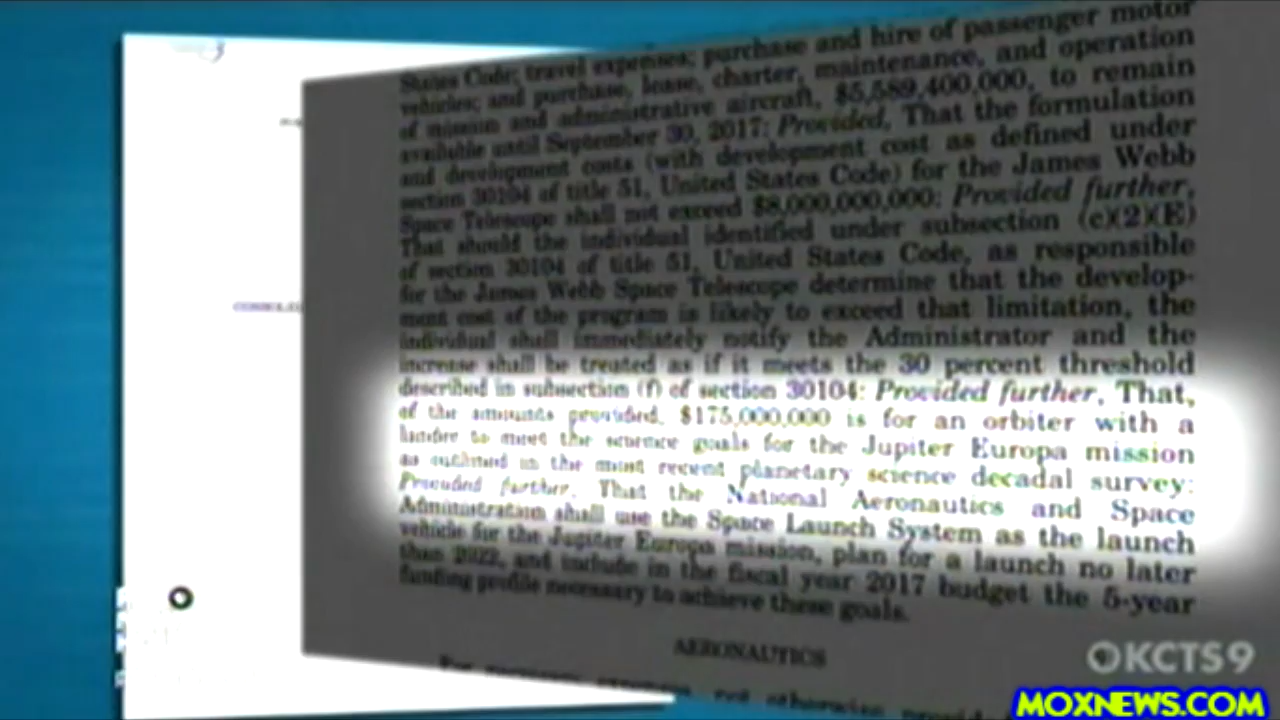 States Code; travel expenses; purchase and hire of passenger motor
vehicles; and purchase, lease, charter, maintenance, and operation
of mission and administrative aircraft, $5,589,400,000, to remain
available until September 30, 2017: Provided, That the formulation
and development costs (with development cost as defined under
section 30104 of title 51, United States Code) for the James Webb
Space Telescope shall not exceed $8,000,000,000: Provided further,
That should the individual identified under subsection (c)(2)(E)
of section 30104 of title 51, United States Code, as responsible
for the James Webb Space Telescope determine that the develop-
ment cost of the program is likely to exceed that limitation, the
individual shall immediately notify the Administrator and the
increase shall be treated as if it meets the 30 percent threshold
described in subsection (f) of section 30104: Provided further, That,
of the amounts provided, $175,000,000 is for an orbiter with a
lander to meet the science goals for the Jupiter Europa mission
as outlined in the most recent planetary science decadal survey:
Provided further, That the National Aeronautics and Space
Administration shall use the Space Launch System as the launch
vehicle for the Jupiter Europa mission, plan for a launch no later
than 2022, and include in the fiscal year 2017 budget the 5-year
funding profile necessary to achieve these goals.
AERONAUTICS
For necessary expenses, not otherwise provid
KCTS9
MOXNEWS.COM